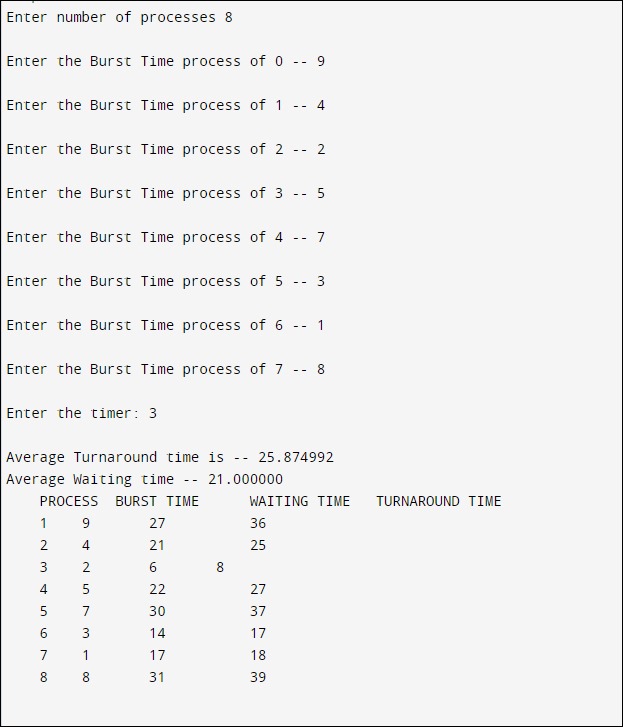 Enter number of processes 8
Enter the Burst Time process of 0 -- 9
Enter the Burst Time process of 1 -- 4
Enter the Burst Time process of 2 -- 2
Enter the Burst Time process of 3 -- 5
Enter the Burst Time process of 4 -- 7
Enter the Burst Time process of 5 -- 3
Enter the Burst Time process of 6 -- 1
Enter the Burst Time process of 7 -- 8
Enter the timer: 3
Average Turnaround time is -- 25.874992
Average Waiting time -- 21.000000
PROCESS BURST TIME WAITING TIME TURNAROUND TIME
1 9 27 36
2 4 21 25
3 2 6 8
4 5 22 27
5 7 30 37
6 3 14 17
7 1 17 18
8 8 31 39